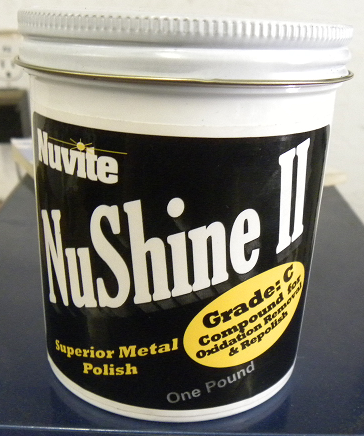 Nuvite
NuShine II
Grade: C
Compound for
Oxidation Removal
& Repolish
Superior Metal
Polish
One Pound